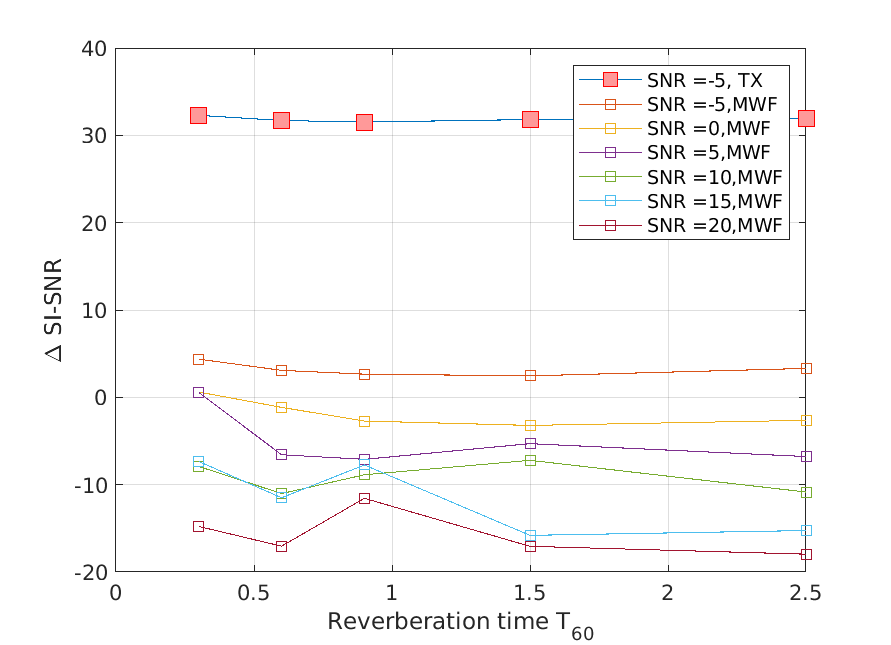 40
30
20
10
0
-10
-20
Δ SI-SNR
0
0.5
1
1.5
2
2.5
Reverberation time T60
SNR =-5, TX
SNR =-5,MWF
SNR =0,MWF
SNR =5,MWF
SNR =10,MWF
SNR =15,MWF
SNR =20,MWF